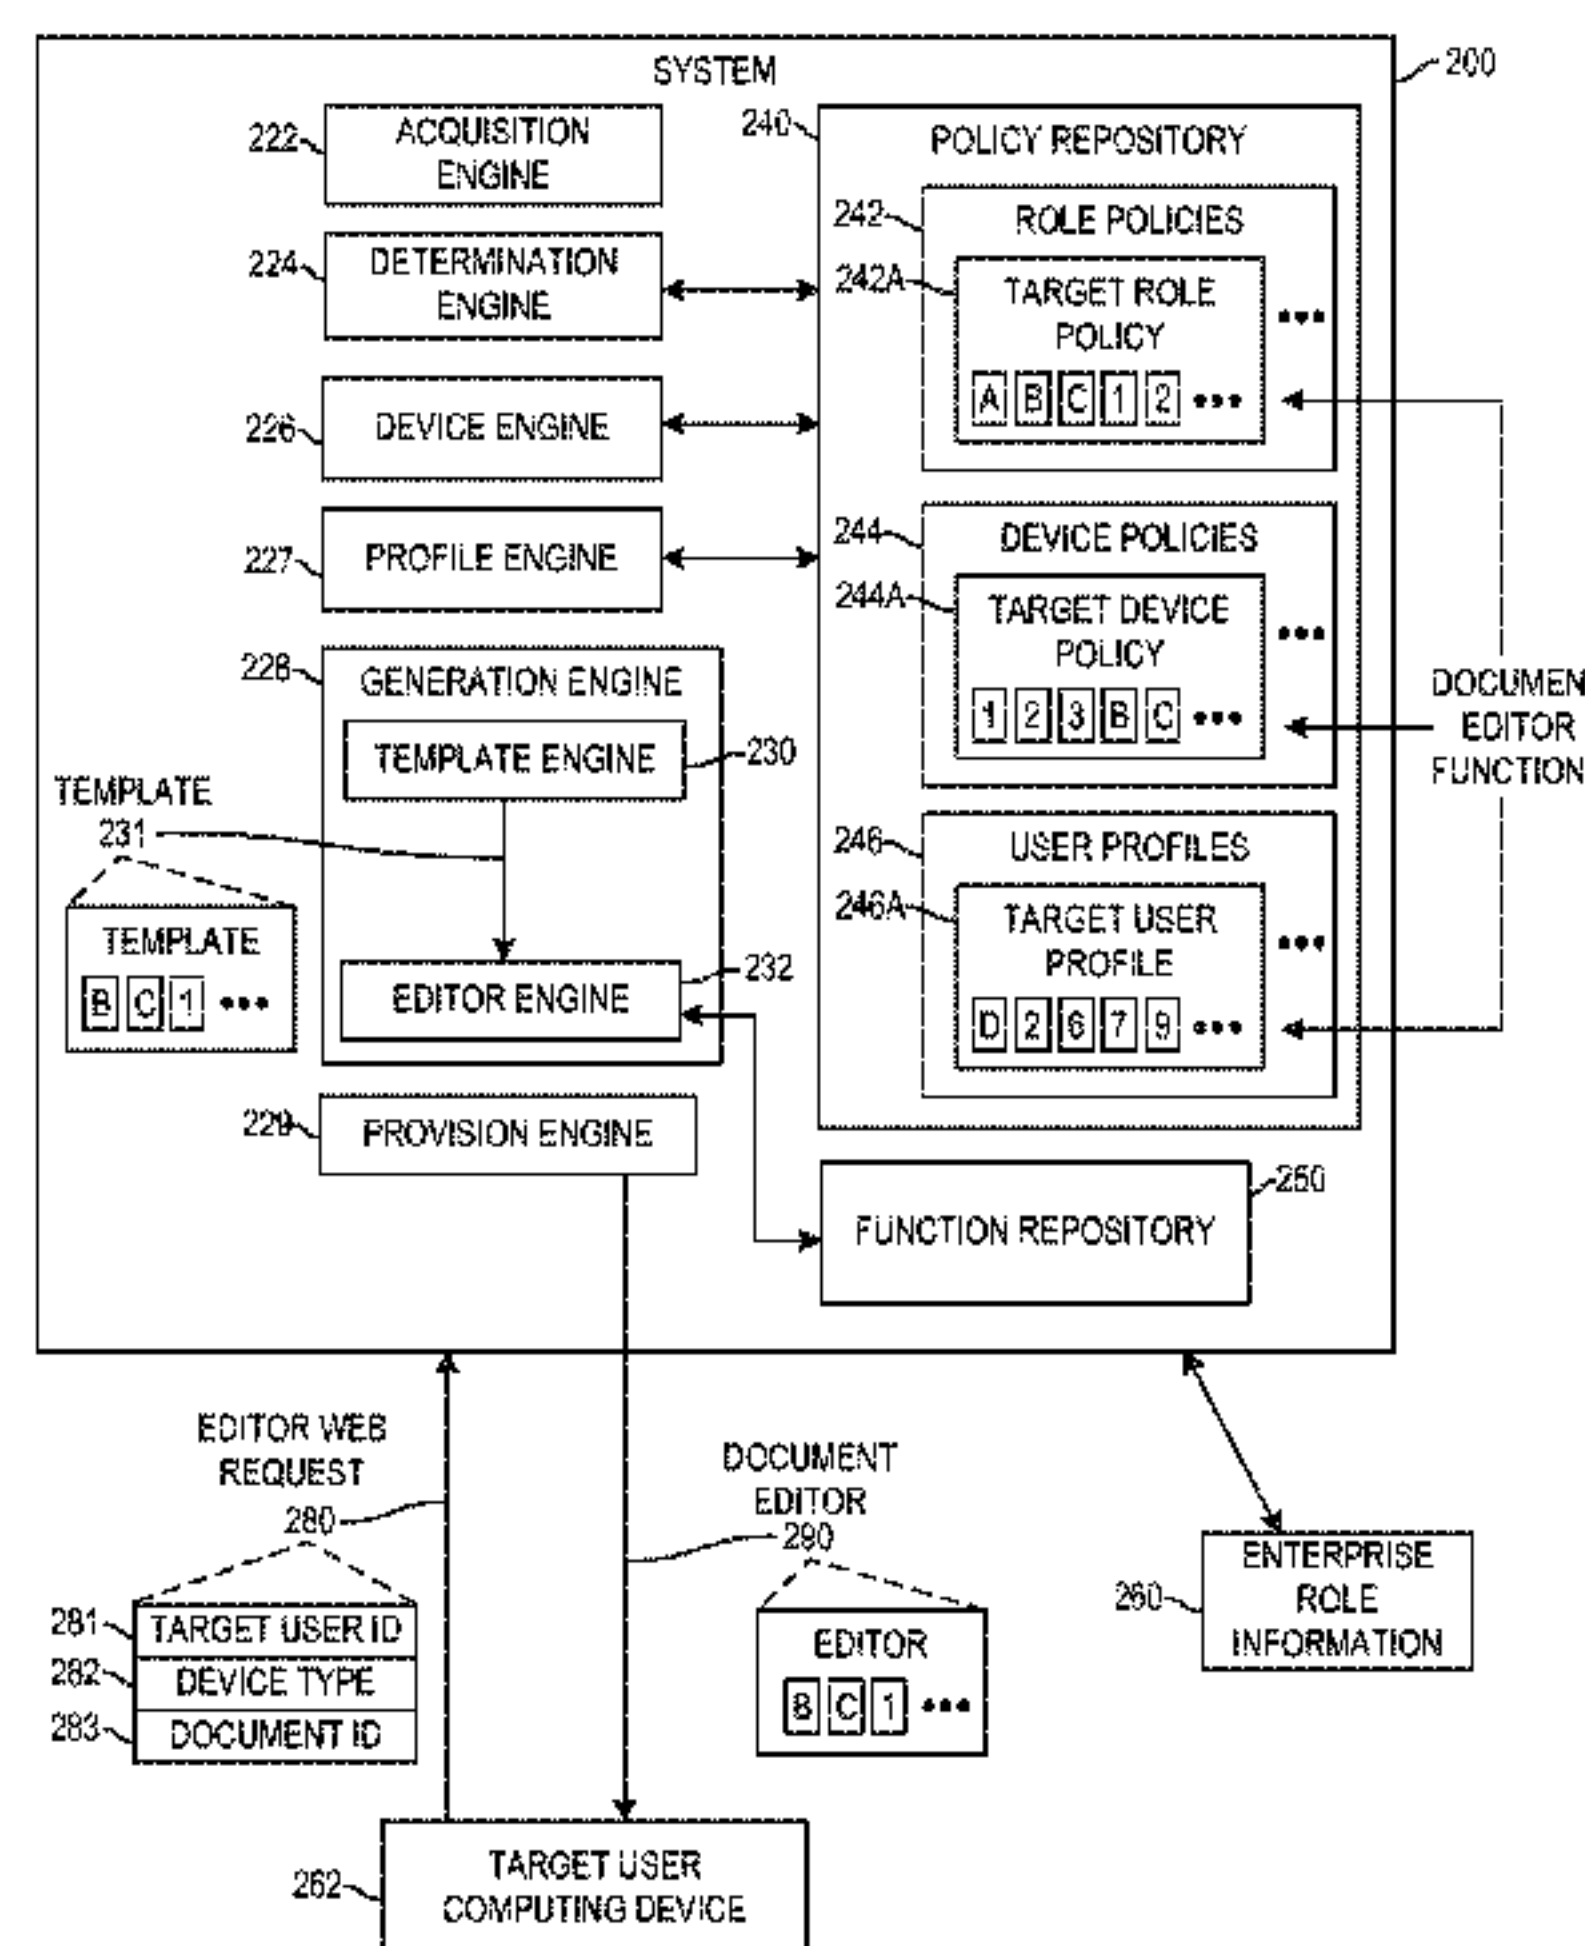 SYSTEM
200
222
ACQUISITION
ENGINE
224
DETERMINATION
ENGINE
226
DEVICE ENGINE
227
PROFILE ENGINE
228
GENERATION ENGINE
TEMPLATE ENGINE
230
TEMPLATE
231
TEMPLATE
B C 1 •••
EDITOR ENGINE
232
229
PROVISION ENGINE
240
POLICY REPOSITORY
242
ROLE POLICIES
242A
TARGET ROLE
POLICY
A B C 1 2 •••
•••
244
DEVICE POLICIES
244A
TARGET DEVICE
POLICY
1 2 3 B C •••
•••
246
USER PROFILES
246A
TARGET USER
PROFILE
D 2 6 7 9 •••
•••
DOCUMEN
EDITOR
FUNCTION
250
FUNCTION REPOSITORY
EDITOR WEB
REQUEST
280
281
TARGET USER ID
282
DEVICE TYPE
283
DOCUMENT ID
DOCUMENT
EDITOR
290
EDITOR
B C 1 •••
260
ENTERPRISE
ROLE
INFORMATION
262
TARGET USER
COMPUTING DEVICE